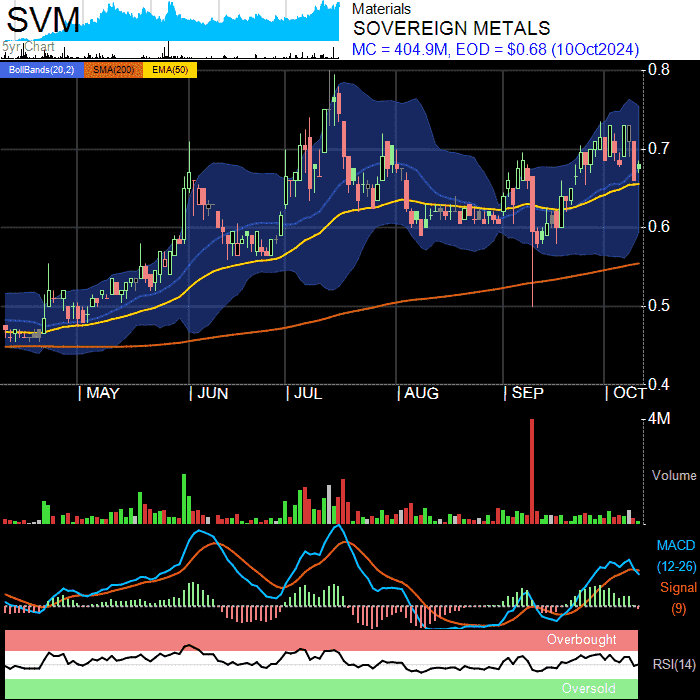 SVM
5yr Chart
Materials
SOVEREIGN METALS
MC = 404.9M, EOD = $0.68 (10Oct2024)
BollBands(20,2) SMA(200) EMA(50)
0.8
0.7
0.6
0.5
0.4
| MAY | JUN | JUL | AUG | SEP | OCT
4M
Volume
MACD
(12-26)
Signal
(9)
Overbought
RSI(14)
Oversold